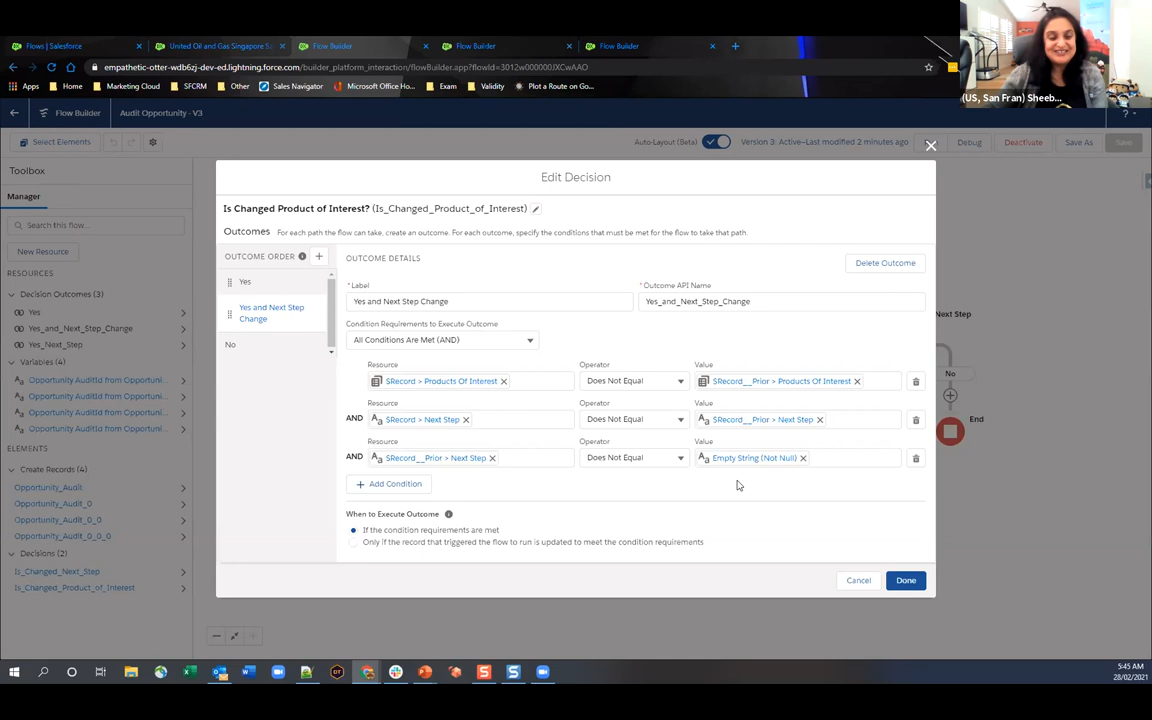 Flows | Salesforce
United Oil and Gas Singapore Sa
Flow Builder
Flow Builder
Flow Builder
empathetic-otter-wdb6zj-dev-ed.lightning.force.com/builder_platform_interaction/flowBuilder.app?flowId=3012w000000JXCwAAO
Apps
Home
Marketing Cloud
SFCRM
Other
Sales Navigator
Microsoft Office Ho...
Exam
Validity
Plot a Route on Go...
(US, San Fran) Sheeb...
Flow Builder
Audit Opportunity - V3
?
Select Elements
Auto-Layout (Beta)
Version 3: Active—Last modified 2 minutes ago
Debug
Deactivate
Save As
Save
Toolbox
Manager
Search this flow...
New Resource
RESOURCES
Decision Outcomes (3)
Yes
Yes_and_Next_Step_Change
Yes_Next_Step
Variables (4)
Opportunity AuditId from Opportuni...
Opportunity AuditId from Opportuni...
Opportunity AuditId from Opportuni...
Opportunity AuditId from Opportuni...
ELEMENTS
Create Records (4)
Opportunity_Audit
Opportunity_Audit_0
Opportunity_Audit_0_0
Opportunity_Audit_0_0_0
Decisions (2)
Is_Changed_Next_Step
Is_Changed_Product_of_Interest
Edit Decision
Is Changed Product of Interest? (Is_Changed_Product_of_Interest)
Outcomes For each path the flow can take, create an outcome. For each outcome, specify the conditions that must be met for the flow to take that path.
OUTCOME ORDER
Yes
Yes and Next Step
Change
No
OUTCOME DETAILS
Delete Outcome
*Label
*Outcome API Name
Yes and Next Step Change
Yes_and_Next_Step_Change
Condition Requirements to Execute Outcome
All Conditions Are Met (AND)
Resource Operator Value
$Record > Products Of Interest Does Not Equal $Record__Prior > Products Of Interest
Resource Operator Value
AND Aa $Record > Next Step Does Not Equal Aa $Record__Prior > Next Step
Resource Operator Value
AND Aa $Record__Prior > Next Step Does Not Equal Aa Empty String (Not Null)
+ Add Condition
When to Execute Outcome
If the condition requirements are met
Only if the record that triggered the flow to run is updated to meet the condition requirements
Cancel
Done
Next Step
No
End
5:45 AM
28/02/2021